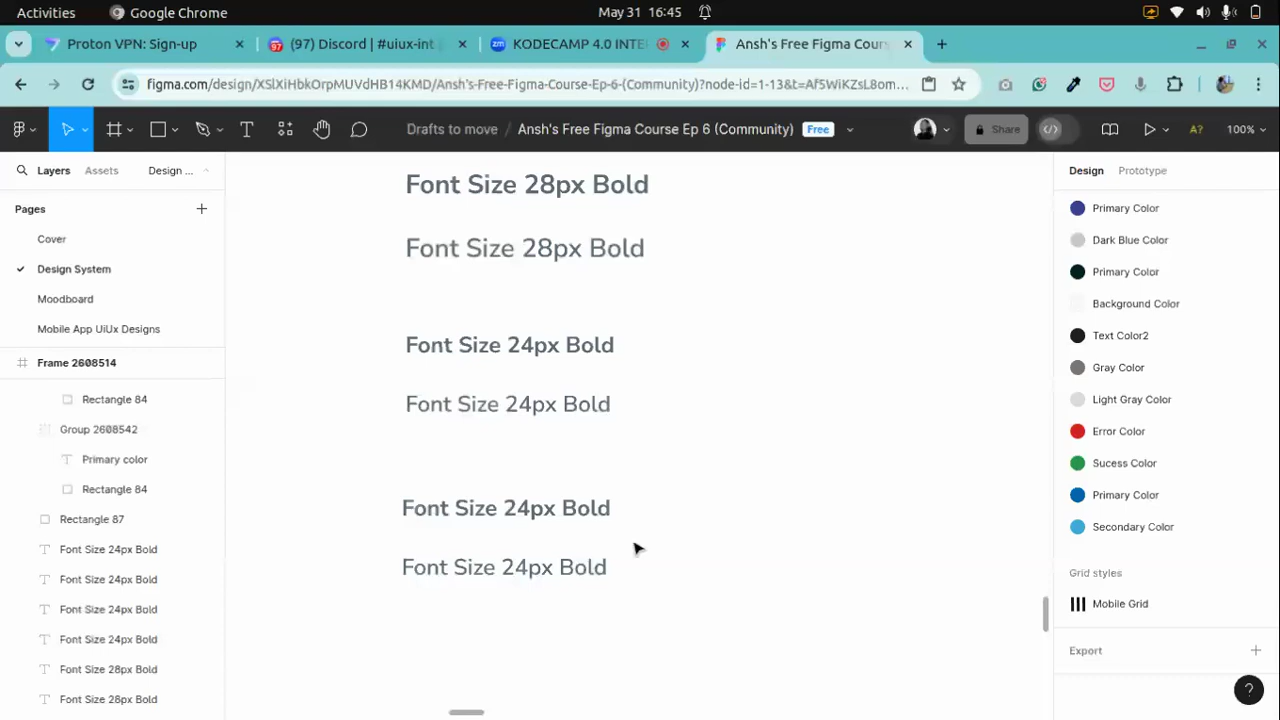 Activities
Google Chrome
May 31 16:45
Proton VPN: Sign-up
(97) Discord | #uiux-int
KODECAMP 4.0 INTE
Ansh's Free Figma Cours
figma.com/design/XSlXiHbkOrpMUVdHB14KMD/Ansh's-Free-Figma-Course-Ep-6-(Community)?node-id=1-13&t=Af5WiKZsL8om...
Drafts to move / Ansh's Free Figma Course Ep 6 (Community) Free
Share
A?
100%
Layers
Assets
Design ...
Pages
Cover
Design System
Moodboard
Mobile App UiUx Designs
Frame 2608514
Rectangle 84
Group 2608542
Primary color
Rectangle 84
Rectangle 87
Font Size 24px Bold
Font Size 24px Bold
Font Size 24px Bold
Font Size 24px Bold
Font Size 28px Bold
Font Size 28px Bold
Font Size 28px Bold
Font Size 28px Bold
Font Size 24px Bold
Font Size 24px Bold
Font Size 24px Bold
Font Size 24px Bold
Design
Prototype
Primary Color
Dark Blue Color
Primary Color
Background Color
Text Color2
Gray Color
Light Gray Color
Error Color
Sucess Color
Primary Color
Secondary Color
Grid styles
Mobile Grid
Export
?